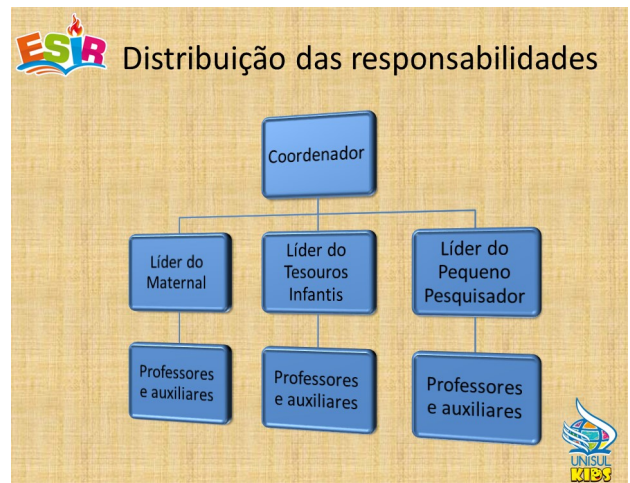 ESIR
Distribuição das responsabilidades
Coordenador
Líder do
Maternal
Líder do
Tesouros
Infantis
Líder do
Pequeno
Pesquisador
Professores
e auxiliares
Professores
e auxiliares
Professores
e auxiliares
UNISUL
KIDS